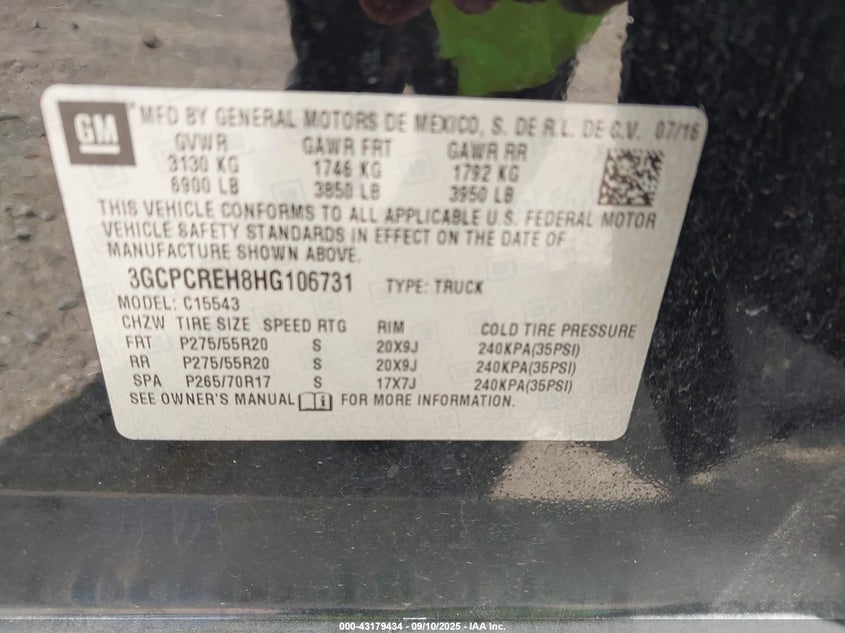 GM
MFD BY GENERAL MOTORS DE MEXICO, S. DE R.L. DE C.V. 07/16
GVWR GAWR FRT GAWR RR
3130 KG 1746 KG 1792 KG
6900 LB 3850 LB 3950 LB
THIS VEHICLE CONFORMS TO ALL APPLICABLE U.S. FEDERAL MOTOR
VEHICLE SAFETY STANDARDS IN EFFECT ON THE DATE OF
MANUFACTURE SHOWN ABOVE.
3GCPCREH8HG106731 TYPE: TRUCK
MODEL: C15543
CHZW TIRE SIZE SPEED RTG RIM COLD TIRE PRESSURE
FRT P275/55R20 S 20X9J 240KPA(35PSI)
RR P275/55R20 S 20X9J 240KPA(35PSI)
SPA P265/70R17 S 17X7J 240KPA(35PSI)
SEE OWNER'S MANUAL FOR MORE INFORMATION.
000-43179434 - 09/10/2025 - IAA Inc.